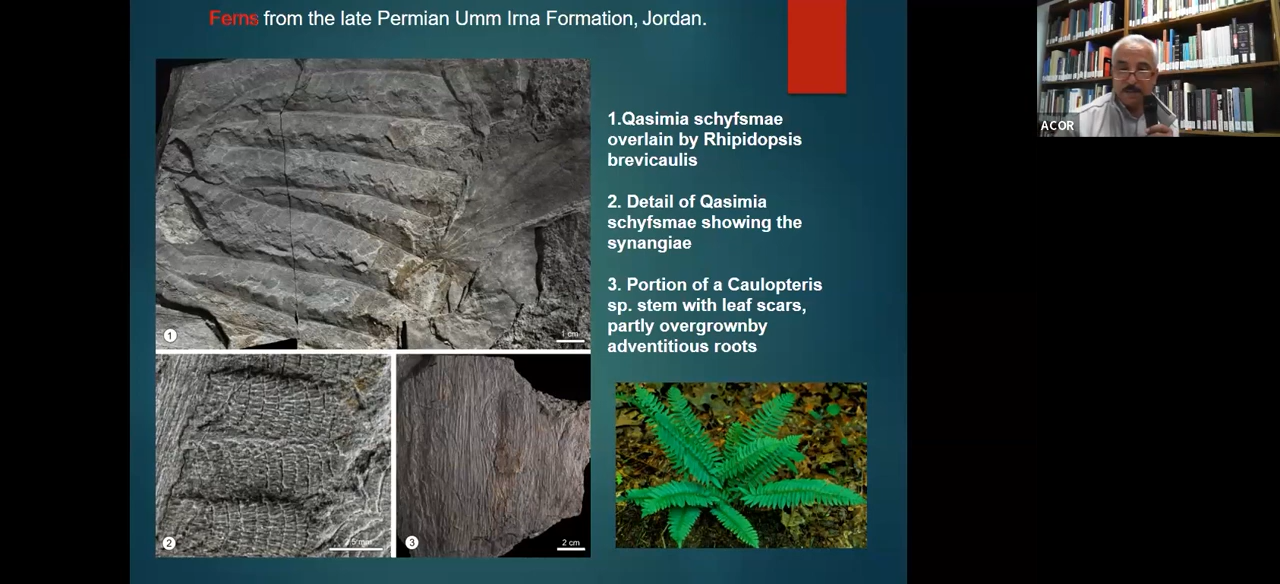 Ferns from the late Permian Umm Irna Formation, Jordan.
1.Qasimia schyfsmae
overlain by Rhipidopsis
brevicaulis
2. Detail of Qasimia
schyfsmae showing the
synangiae
3. Portion of a Caulopteris
sp. stem with leaf scars,
partly overgrownby
adventitious roots
1
1 cm
2
3
2 cm
ACOR